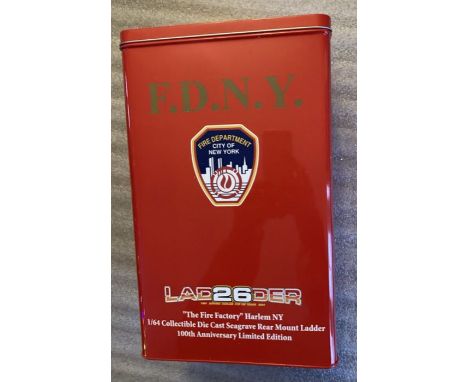 F.D.N.Y.
FIRE DEPARTMENT
CITY OF
NEW YORK
LAD26DER
"The Fire Factory" Harlem NY
1/64 Collectible Die Cast Seagrave Rear Mount Ladder
100th Anniversary Limited Edition